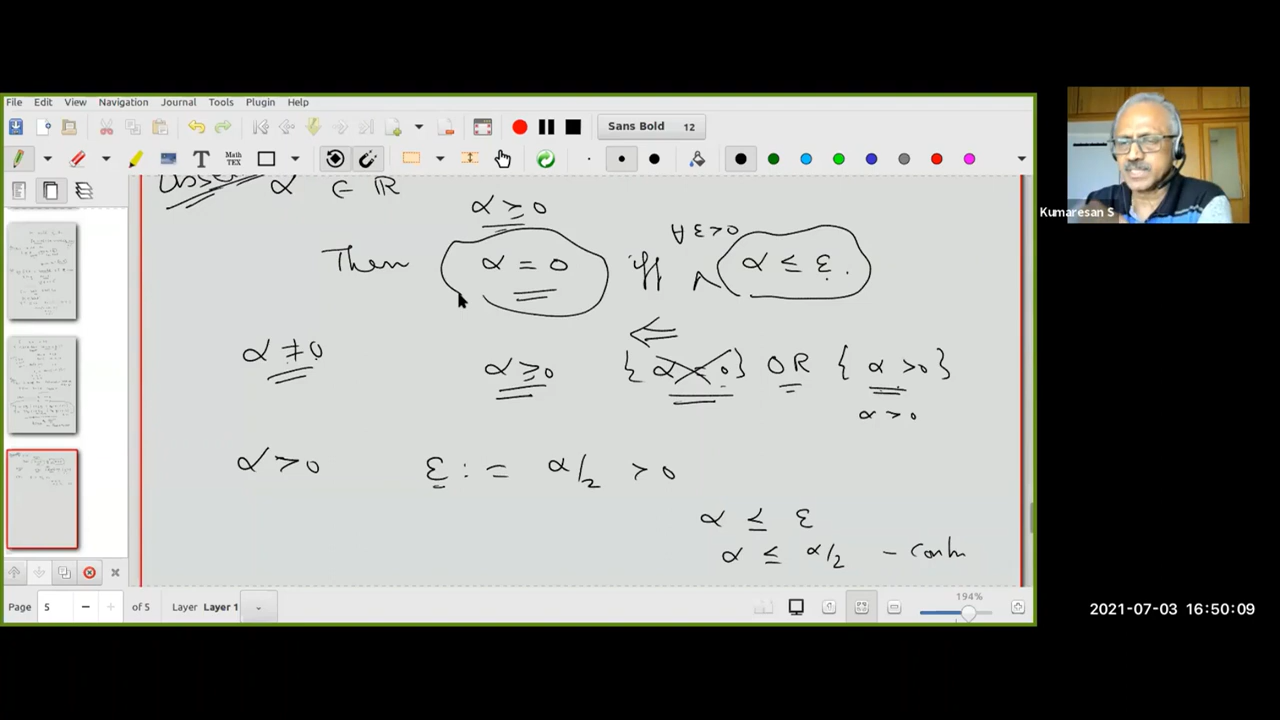 File Edit View Navigation Journal Tools Plugin Help
Sans Bold 12
T Math TEX
α ∈ ℝ
α ≥ 0
∀ ε > 0
Then α = 0 iff α ≤ ε.
⇐
α ≠ 0 α ≥ 0 { α = 0 } OR { α > 0 }
α > 0
α > 0 ε := α/2 > 0
α ≤ ε
α ≤ α/2 –
Page 5 of 5 Layer Layer 1
194%
Kumaresan S
2021-07-03 16:50:09